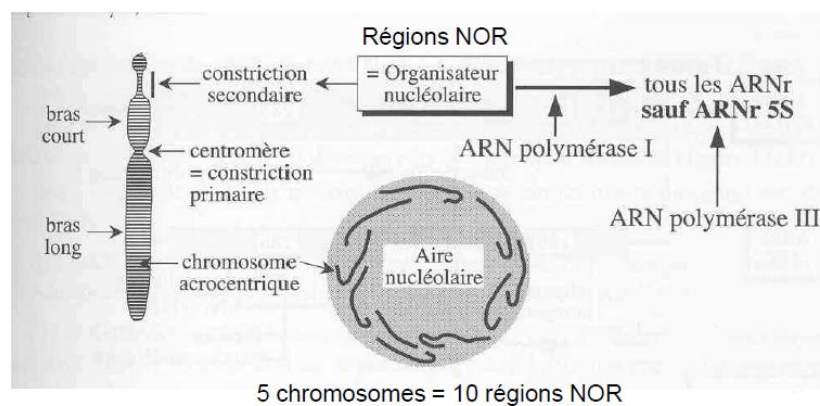 Régions NOR
constriction
secondaire
= Organisateur
nucléolaire
tous les ARNr
sauf ARNr 5S
bras
court
ARN polymérase I
centromère
= constriction
primaire
ARN polymérase III
bras
long
chromosome
acrocentrique
Aire
nucléolaire
5 chromosomes = 10 régions NOR